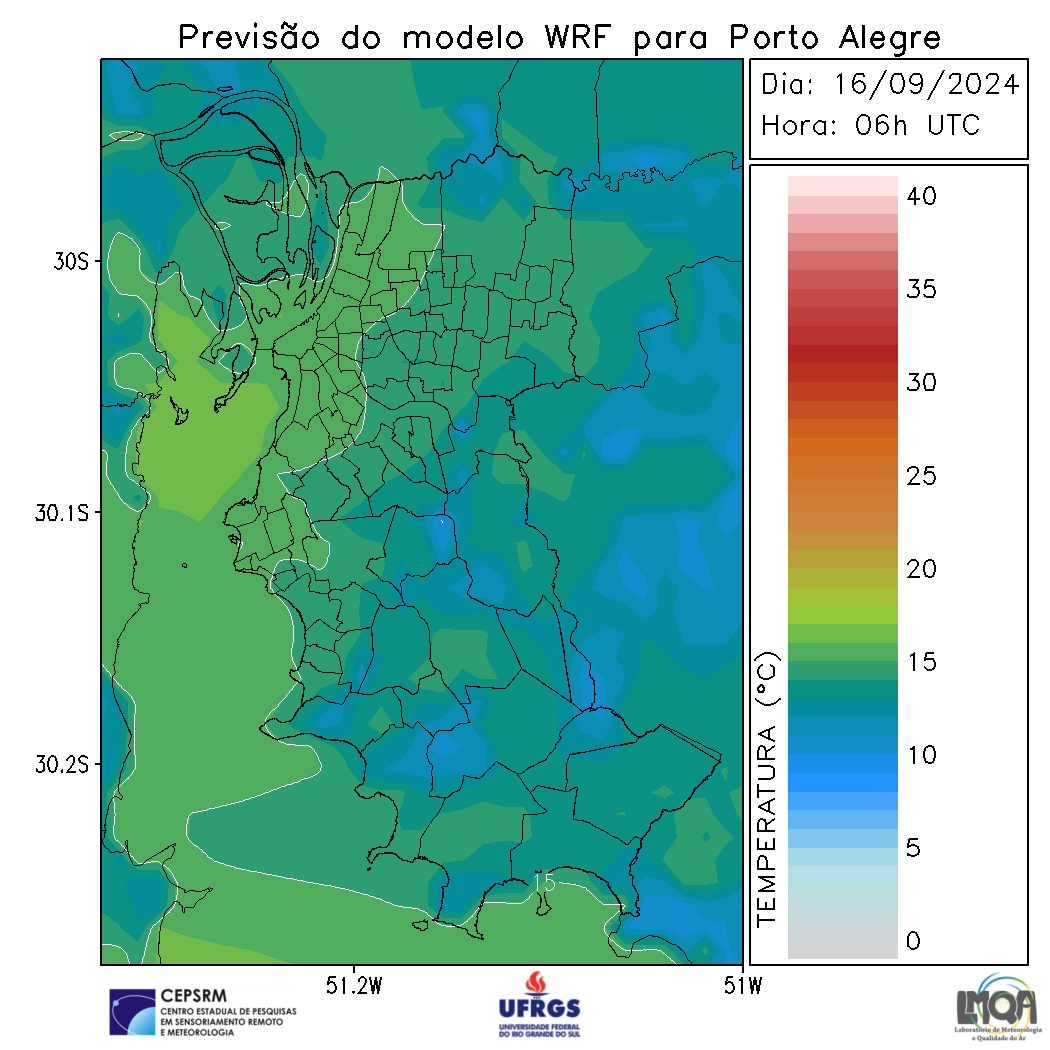 Previsão do modelo WRF para Porto Alegre
Dia: 16/09/2024
Hora: 06h UTC
30S
30.1S
30.2S
51.2W
51W
15
TEMPERATURA (°C)
40
35
30
25
20
15
10
5
0
CEPSRM
CENTRO ESTADUAL DE PESQUISAS
EM SENSORIAMENTO REMOTO
E METEOROLOGIA
UFRGS
UNIVERSIDADE FEDERAL
DO RIO GRANDE DO SUL
LMQA
Laboratório de Meteorologia
e Qualidade do Ar